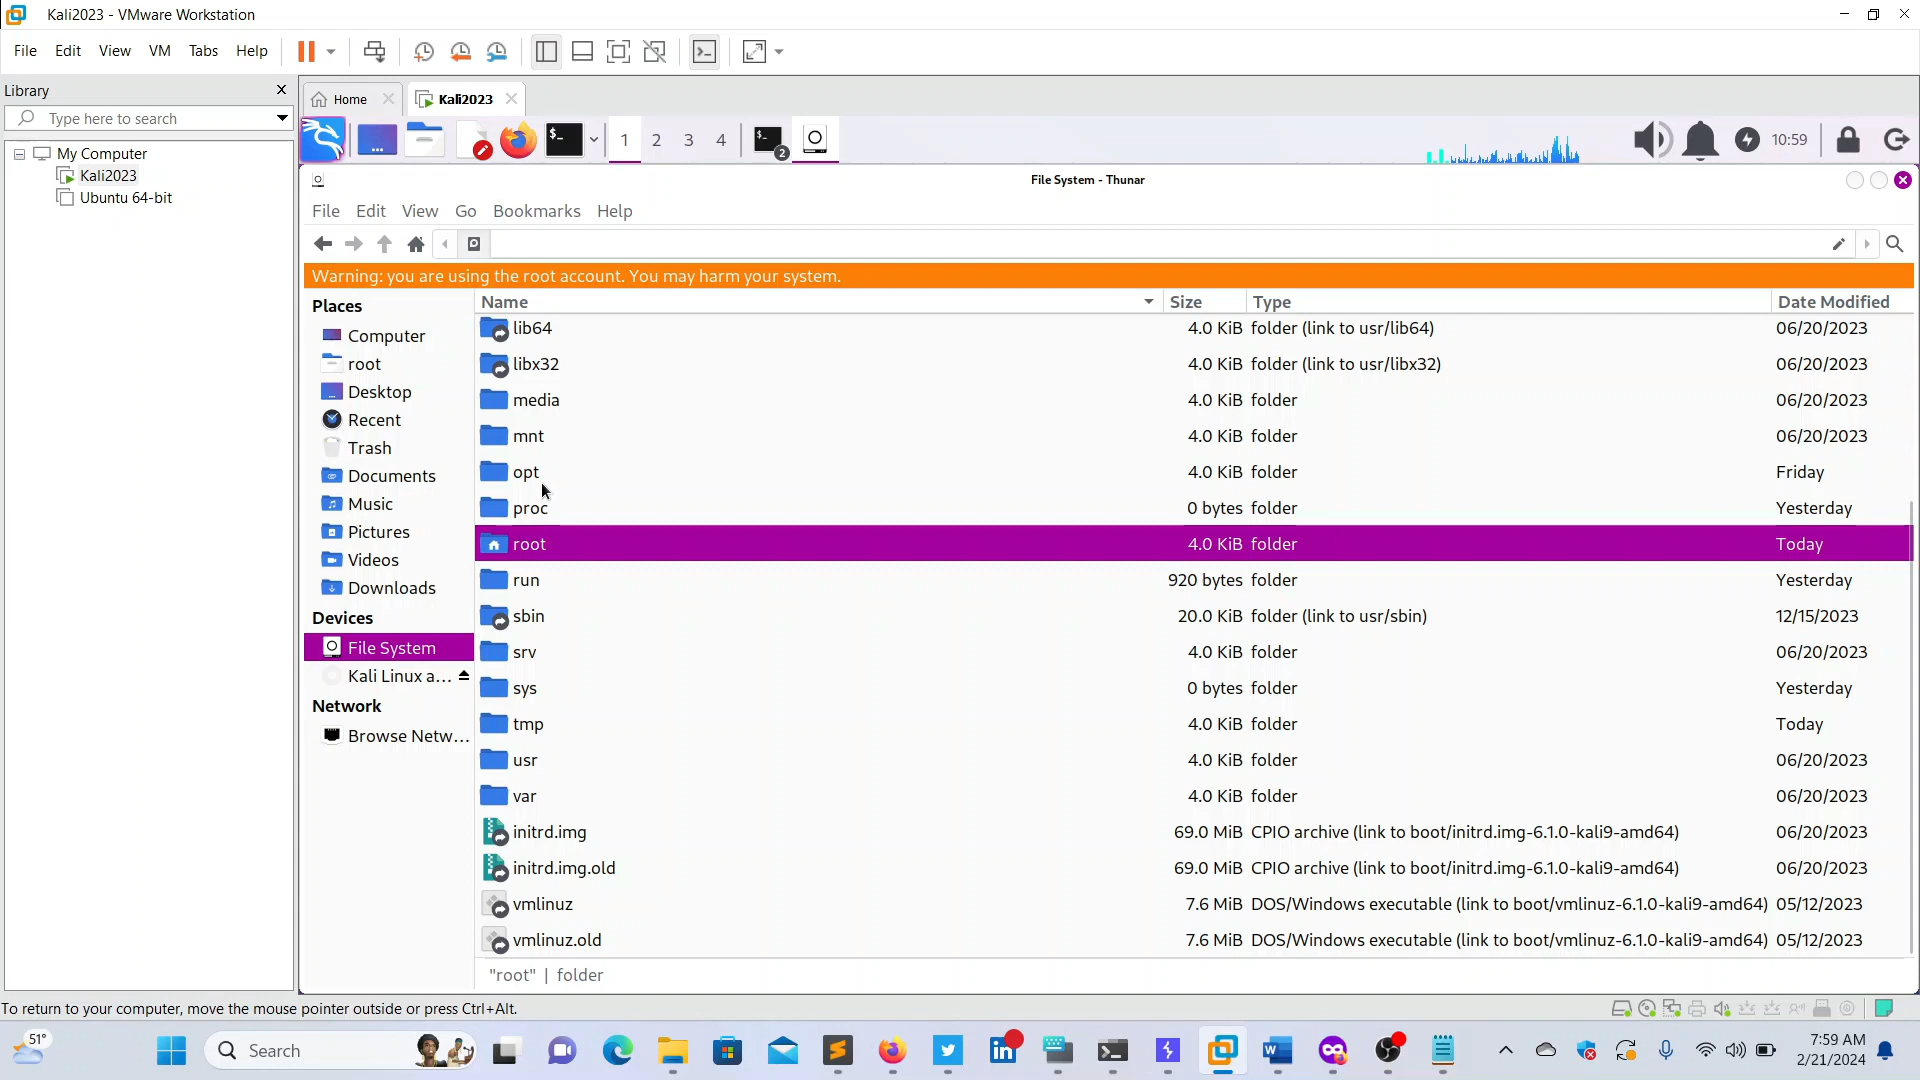 Kali2023 - VMware Workstation
File Edit View VM Tabs Help
Library
Type here to search
My Computer
Kali2023
Ubuntu 64-bit
Home Kali2023
1 2 3 4 2 10:59
File System - Thunar
File Edit View Go Bookmarks Help
Warning: you are using the root account. You may harm your system.
Places
Computer
root
Desktop
Recent
Trash
Documents
Music
Pictures
Videos
Downloads
Devices
File System
Kali Linux a...
Network
Browse Netw...
Name Size Type Date Modified
lib64 4.0 KiB folder (link to usr/lib64) 06/20/2023
libx32 4.0 KiB folder (link to usr/libx32) 06/20/2023
media 4.0 KiB folder 06/20/2023
mnt 4.0 KiB folder 06/20/2023
opt 4.0 KiB folder Friday
proc 0 bytes folder Yesterday
root 4.0 KiB folder Today
run 920 bytes folder Yesterday
sbin 20.0 KiB folder (link to usr/sbin) 12/15/2023
srv 4.0 KiB folder 06/20/2023
sys 0 bytes folder Yesterday
tmp 4.0 KiB folder Today
usr 4.0 KiB folder 06/20/2023
var 4.0 KiB folder 06/20/2023
initrd.img 69.0 MiB CPIO archive (link to boot/initrd.img-6.1.0-kali9-amd64) 06/20/2023
initrd.img.old 69.0 MiB CPIO archive (link to boot/initrd.img-6.1.0-kali9-amd64) 06/20/2023
vmlinuz 7.6 MiB DOS/Windows executable (link to boot/vmlinuz-6.1.0-kali9-amd64) 05/12/2023
vmlinuz.old 7.6 MiB DOS/Windows executable (link to boot/vmlinuz-6.1.0-kali9-amd64) 05/12/2023
"root" | folder
To return to your computer, move the mouse pointer outside or press Ctrl+Alt.
51°
Search
7:59 AM
2/21/2024